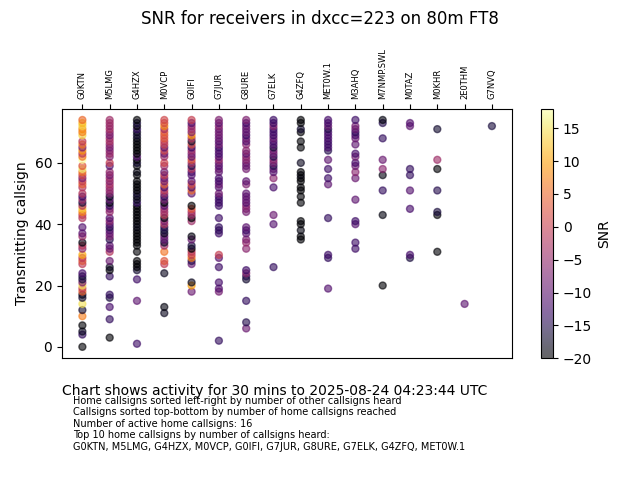 SNR for receivers in dxcc=223 on 80m FT8
G0KTN M5LMG G4HZX M0VCP G0IFI G7JUR G8URE G7ELK G4ZFQ MET0W.1 M3AHQ M7NMP.SWL M0TAZ M0KHR 2E0THM G7NVQ
Transmitting callsign
60
40
20
0
15
10
5
0
−5
−10
−15
−20
SNR
Chart shows activity for 30 mins to 2025-08-24 04:23:44 UTC
Home callsigns sorted left-right by number of other callsigns heard
Callsigns sorted top-bottom by number of home callsigns reached
Number of active home callsigns: 16
Top 10 home callsigns by number of callsigns heard:
G0KTN, M5LMG, G4HZX, M0VCP, G0IFI, G7JUR, G8URE, G7ELK, G4ZFQ, MET0W.1